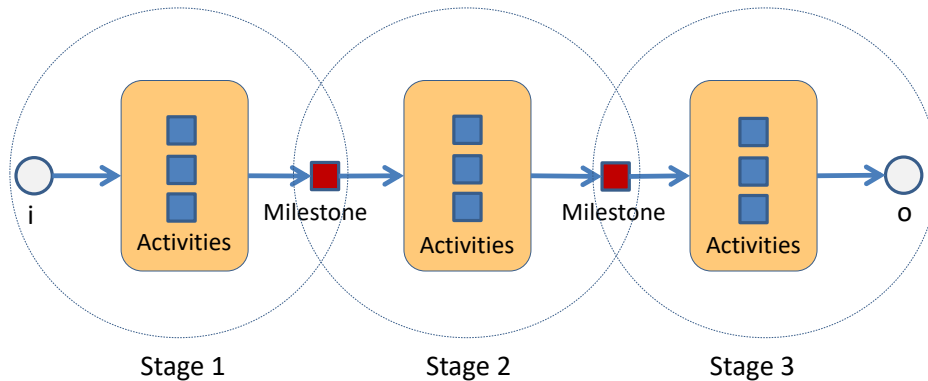 i
Activities
Milestone
Activities
Milestone
Activities
o
Stage 1
Stage 2
Stage 3